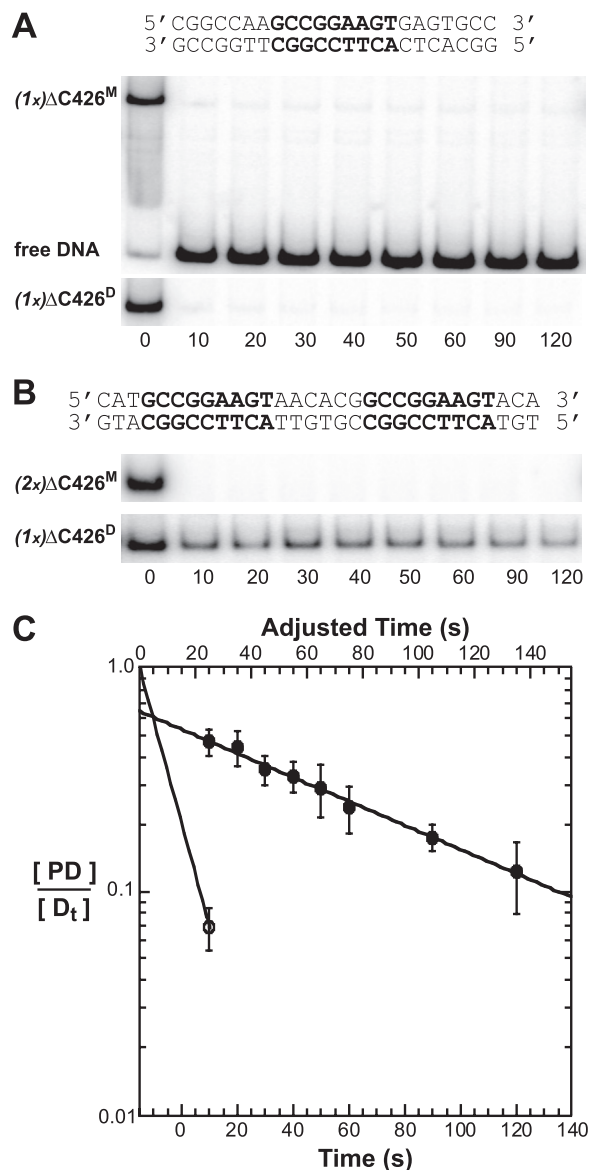 A
5′CGGCCAAGCCGGAAGTGAGTGCC 3′
3′GCCGGTTCGGCCTTCACTCACGG 5′
(1x)ΔC426ᴹ
free DNA
(1x)ΔC426ᴰ
0 10 20 30 40 50 60 90 120
B
5′CATGCCGGAAGTAACACGGCCGGAAGTACA 3′
3′GTACGGCCTTCATTGTGCCGGCCTTCATGT 5′
(2x)ΔC426ᴹ
(1x)ΔC426ᴰ
0 10 20 30 40 50 60 90 120
C
Adjusted Time (s)
0 20 40 60 80 100 120 140
1.0
[ PD ]
[ Dₜ ]
0.1
0.01
0 20 40 60 80 100 120 140
Time (s)